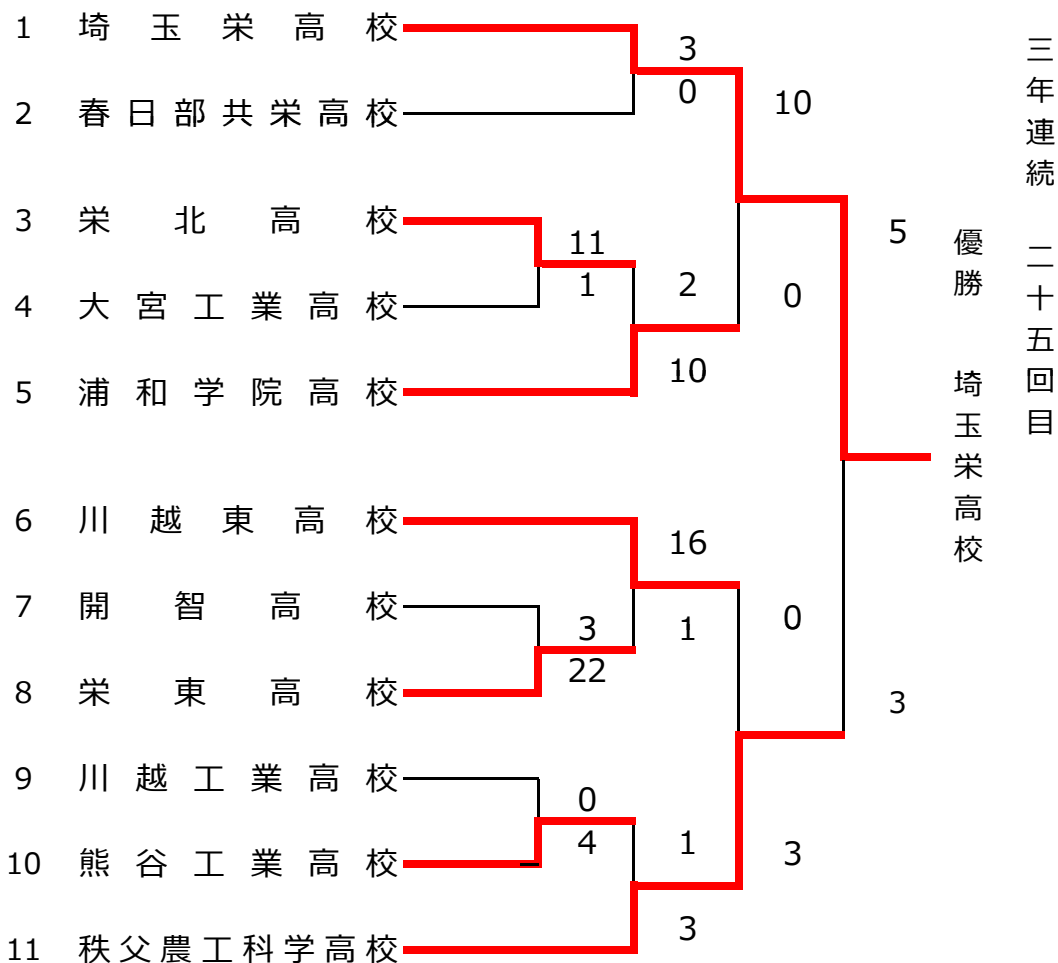 1 埼玉栄高校
3
0
10
2 春日部共栄高校
3 栄北高校
11
1
2
0
5
4 大宮工業高校
5 浦和学院高校
10
6 川越東高校
16
1
0
7 開智高校
3
22
8 栄東高校
3
9 川越工業高校
0
4
1
3
10 熊谷工業高校
11 秩父農工科学高校
3
優勝 埼玉栄高校
三年連続 二十五回目